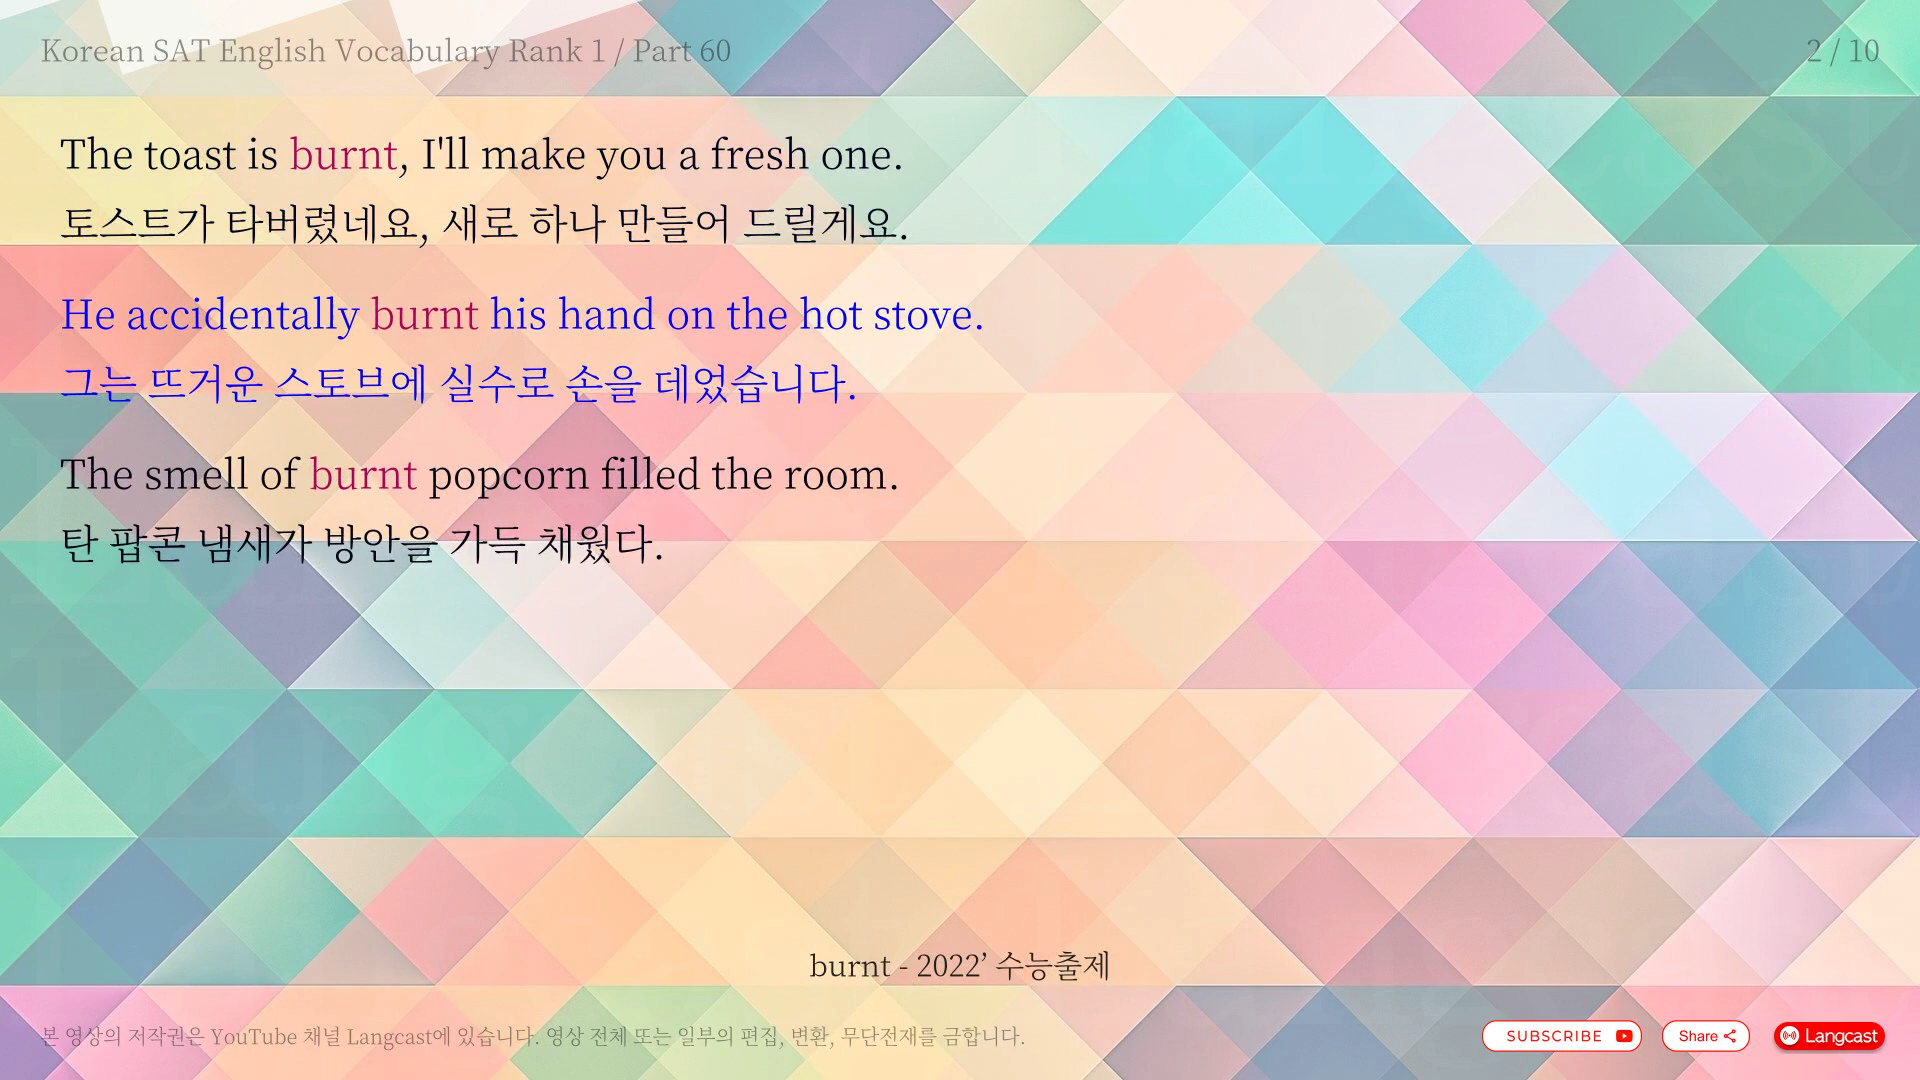 Korean SAT English Vocabulary Rank 1 / Part 60
2 / 10
The toast is burnt, I'll make you a fresh one.
토스트가 타버렸네요, 새로 하나 만들어 드릴게요.
He accidentally burnt his hand on the hot stove.
그는 뜨거운 스토브에 실수로 손을 데었습니다.
The smell of burnt popcorn filled the room.
탄 팝콘 냄새가 방안을 가득 채웠다.
burnt - 2022’ 수능출제
본 영상의 저작권은 YouTube 채널 Langcast에 있습니다. 영상 전체 또는 일부의 편집, 변환, 무단전재를 금합니다.
SUBSCRIBE
Share
Langcast